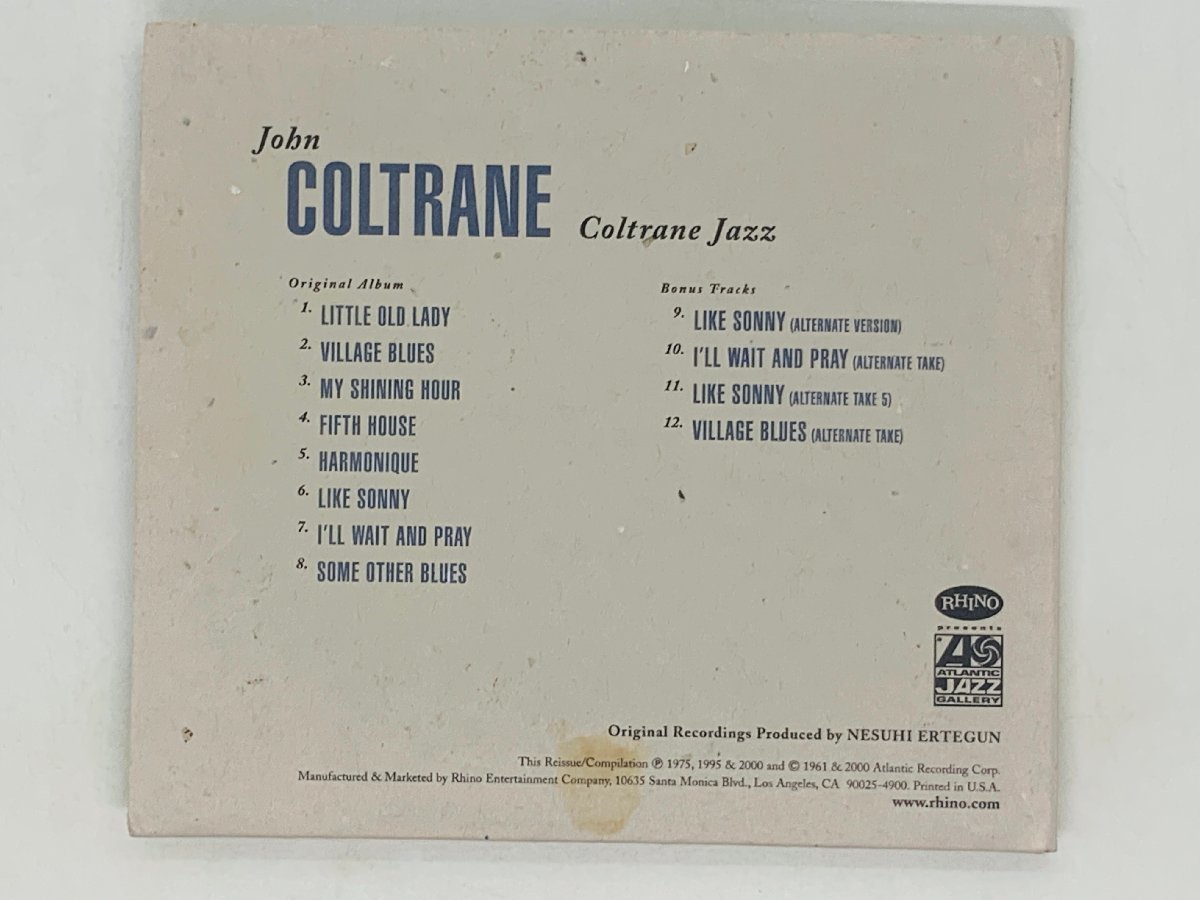 John
COLTRANE Coltrane Jazz
Original Album
1. LITTLE OLD LADY
2. VILLAGE BLUES
3. MY SHINING HOUR
4. FIFTH HOUSE
5. HARMONIQUE
6. LIKE SONNY
7. I'LL WAIT AND PRAY
8. SOME OTHER BLUES
Bonus Tracks
9. LIKE SONNY (ALTERNATE VERSION)
10. I'LL WAIT AND PRAY (ALTERNATE TAKE)
11. LIKE SONNY (ALTERNATE TAKE 5)
12. VILLAGE BLUES (ALTERNATE TAKE)
RHINO
presents
ATLANTIC
JAZZ
GALLERY
Original Recordings Produced by NESUHI ERTEGUN
This Reissue/Compilation ℗ 1975, 1995 & 2000 and © 1961 & 2000 Atlantic Recording Corp.
Manufactured & Marketed by Rhino Entertainment Company, 10635 Santa Monica Blvd., Los Angeles, CA 90025-4900. Printed in U.S.A.
www.rhino.com